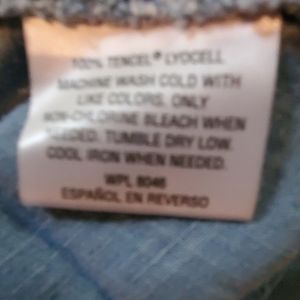 100% TENCEL® LYOCELL
MACHINE WASH COLD WITH
LIKE COLORS. ONLY
NON-CHLORINE BLEACH WHEN
NEEDED. TUMBLE DRY LOW.
COOL IRON WHEN NEEDED.
WPL 8046
ESPAÑOL EN REVERSO